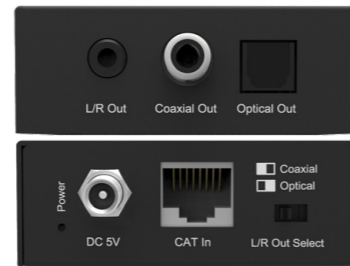 L/R Out
Coaxial Out
Optical Out
Power
DC 5V
CAT In
Coaxial
Optical
L/R Out Select